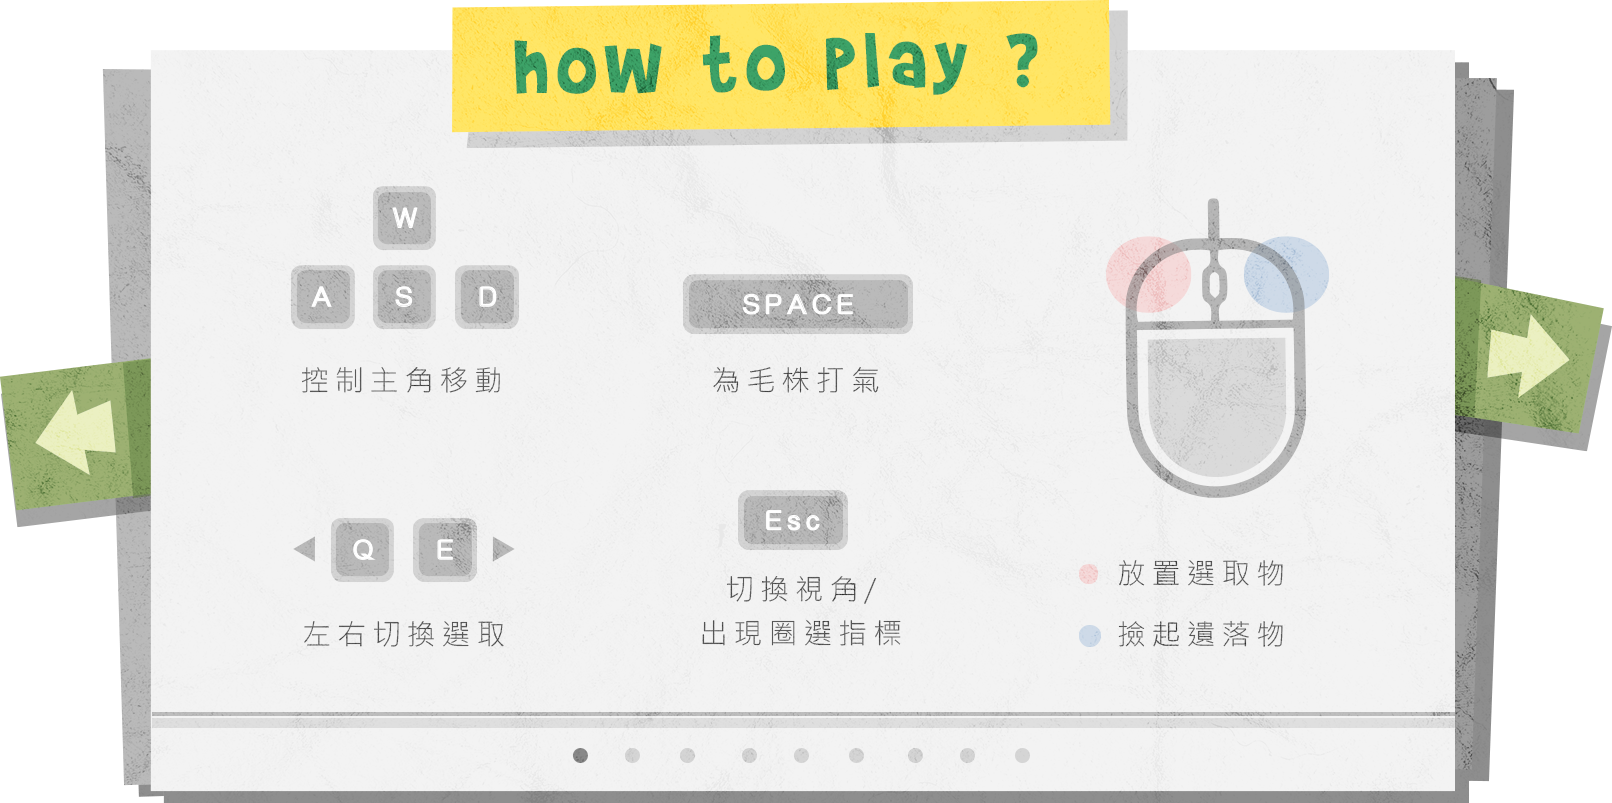 how to Play ?
W
A S D
控制主角移動
SPACE
為毛株打氣
Q E
左右切換選取
Esc
切換視角/
出現圈選指標
放置選取物
撿起遺落物